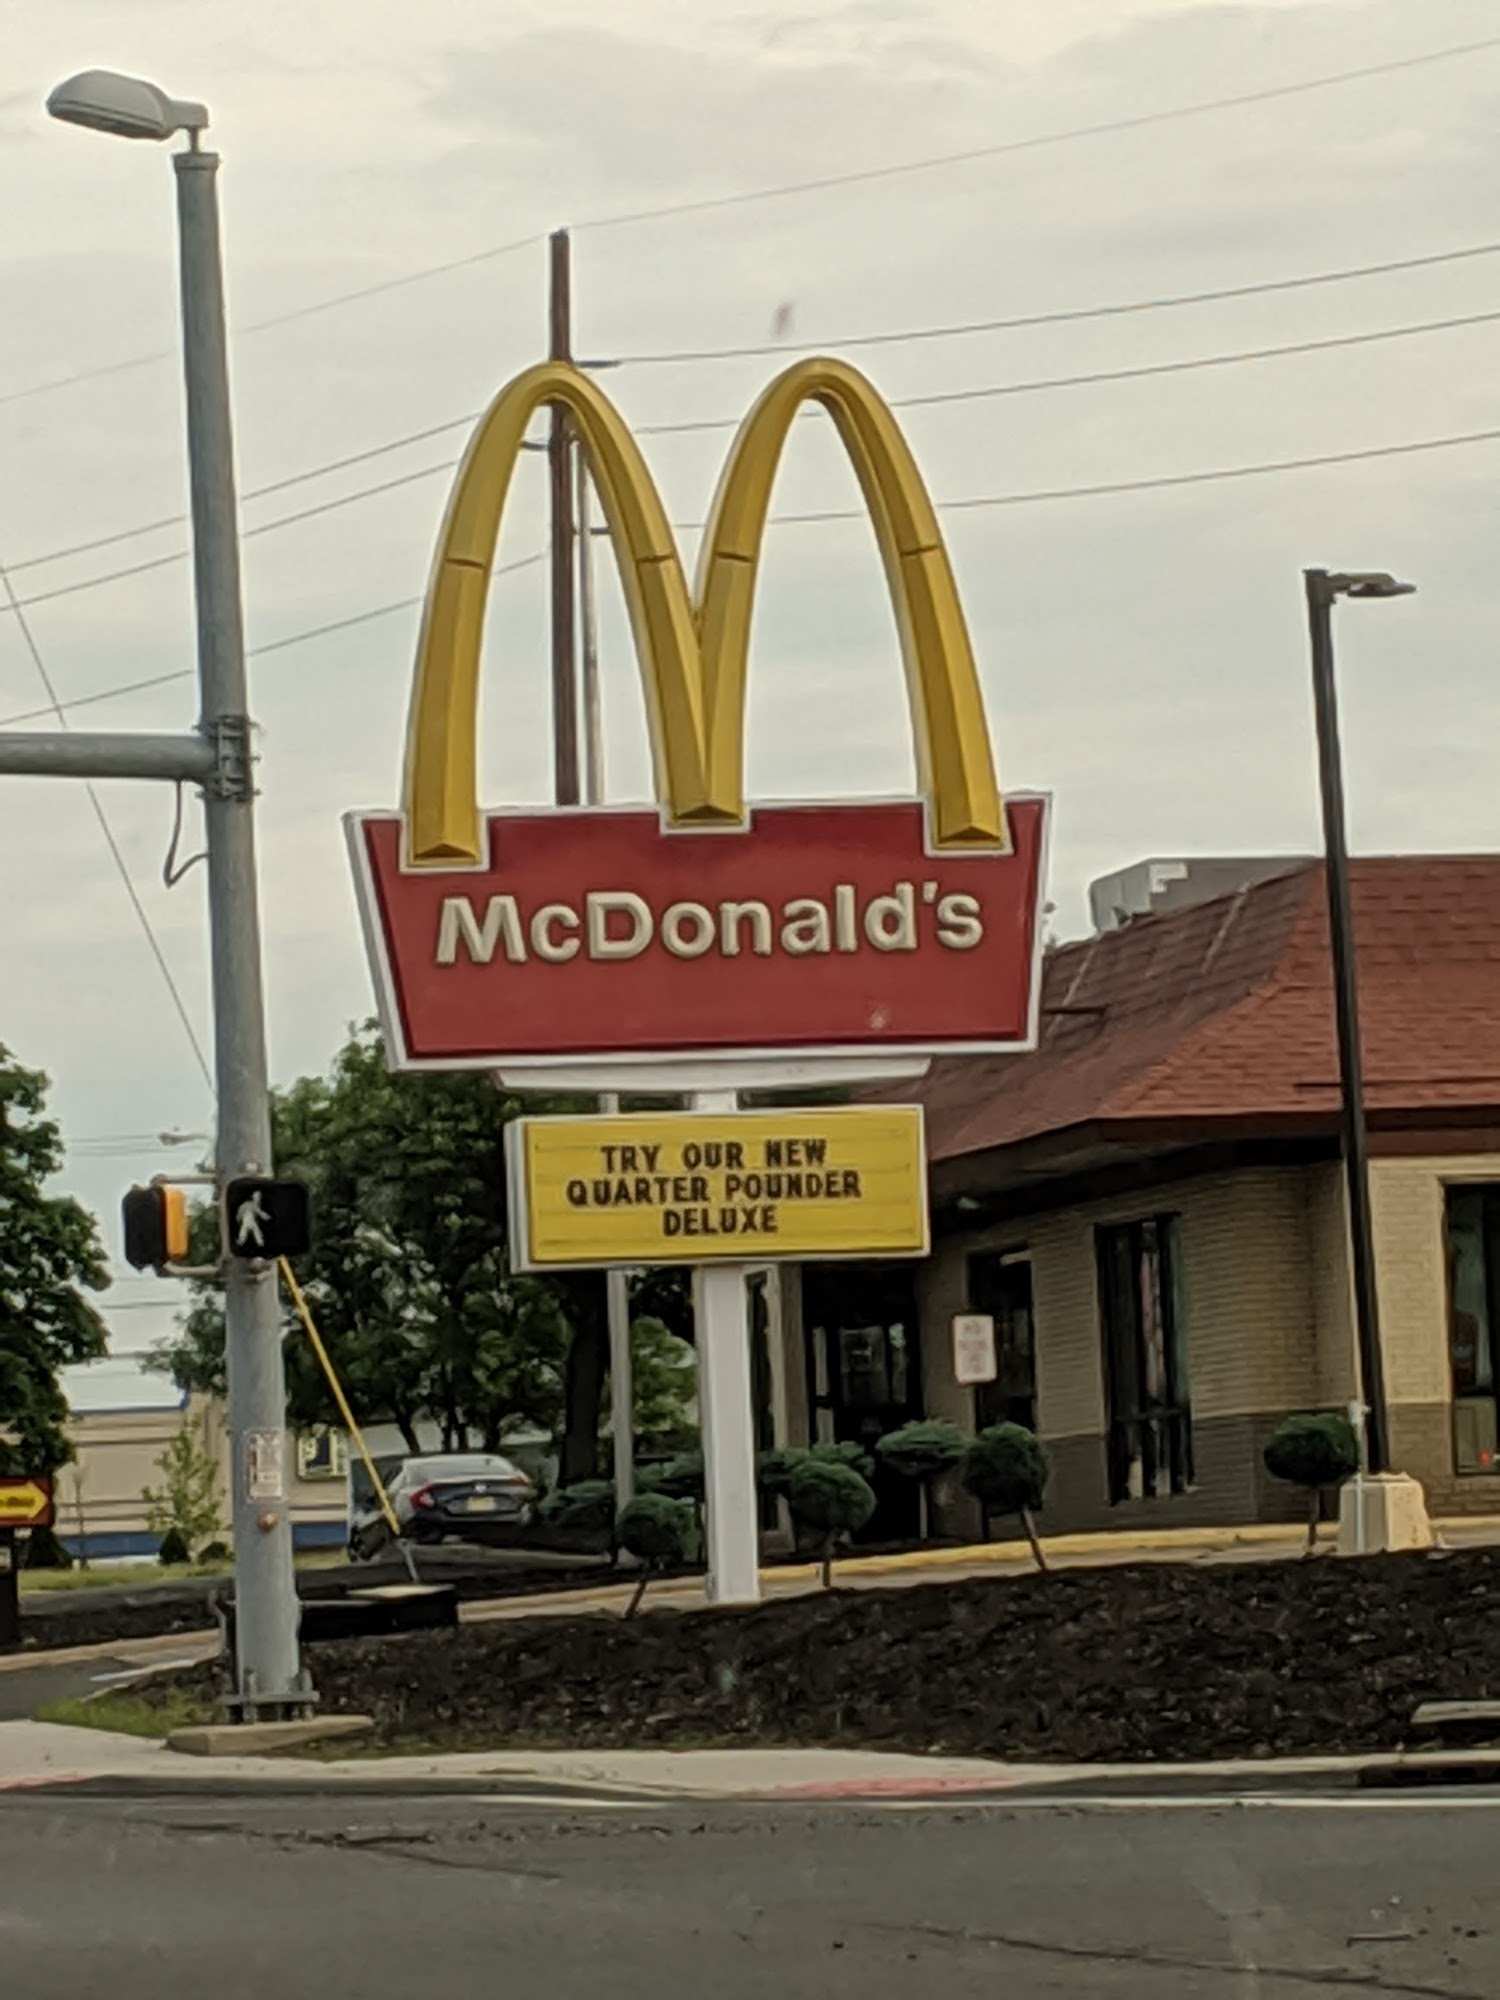 McDonald's
TRY OUR NEW
QUARTER POUNDER
DELUXE